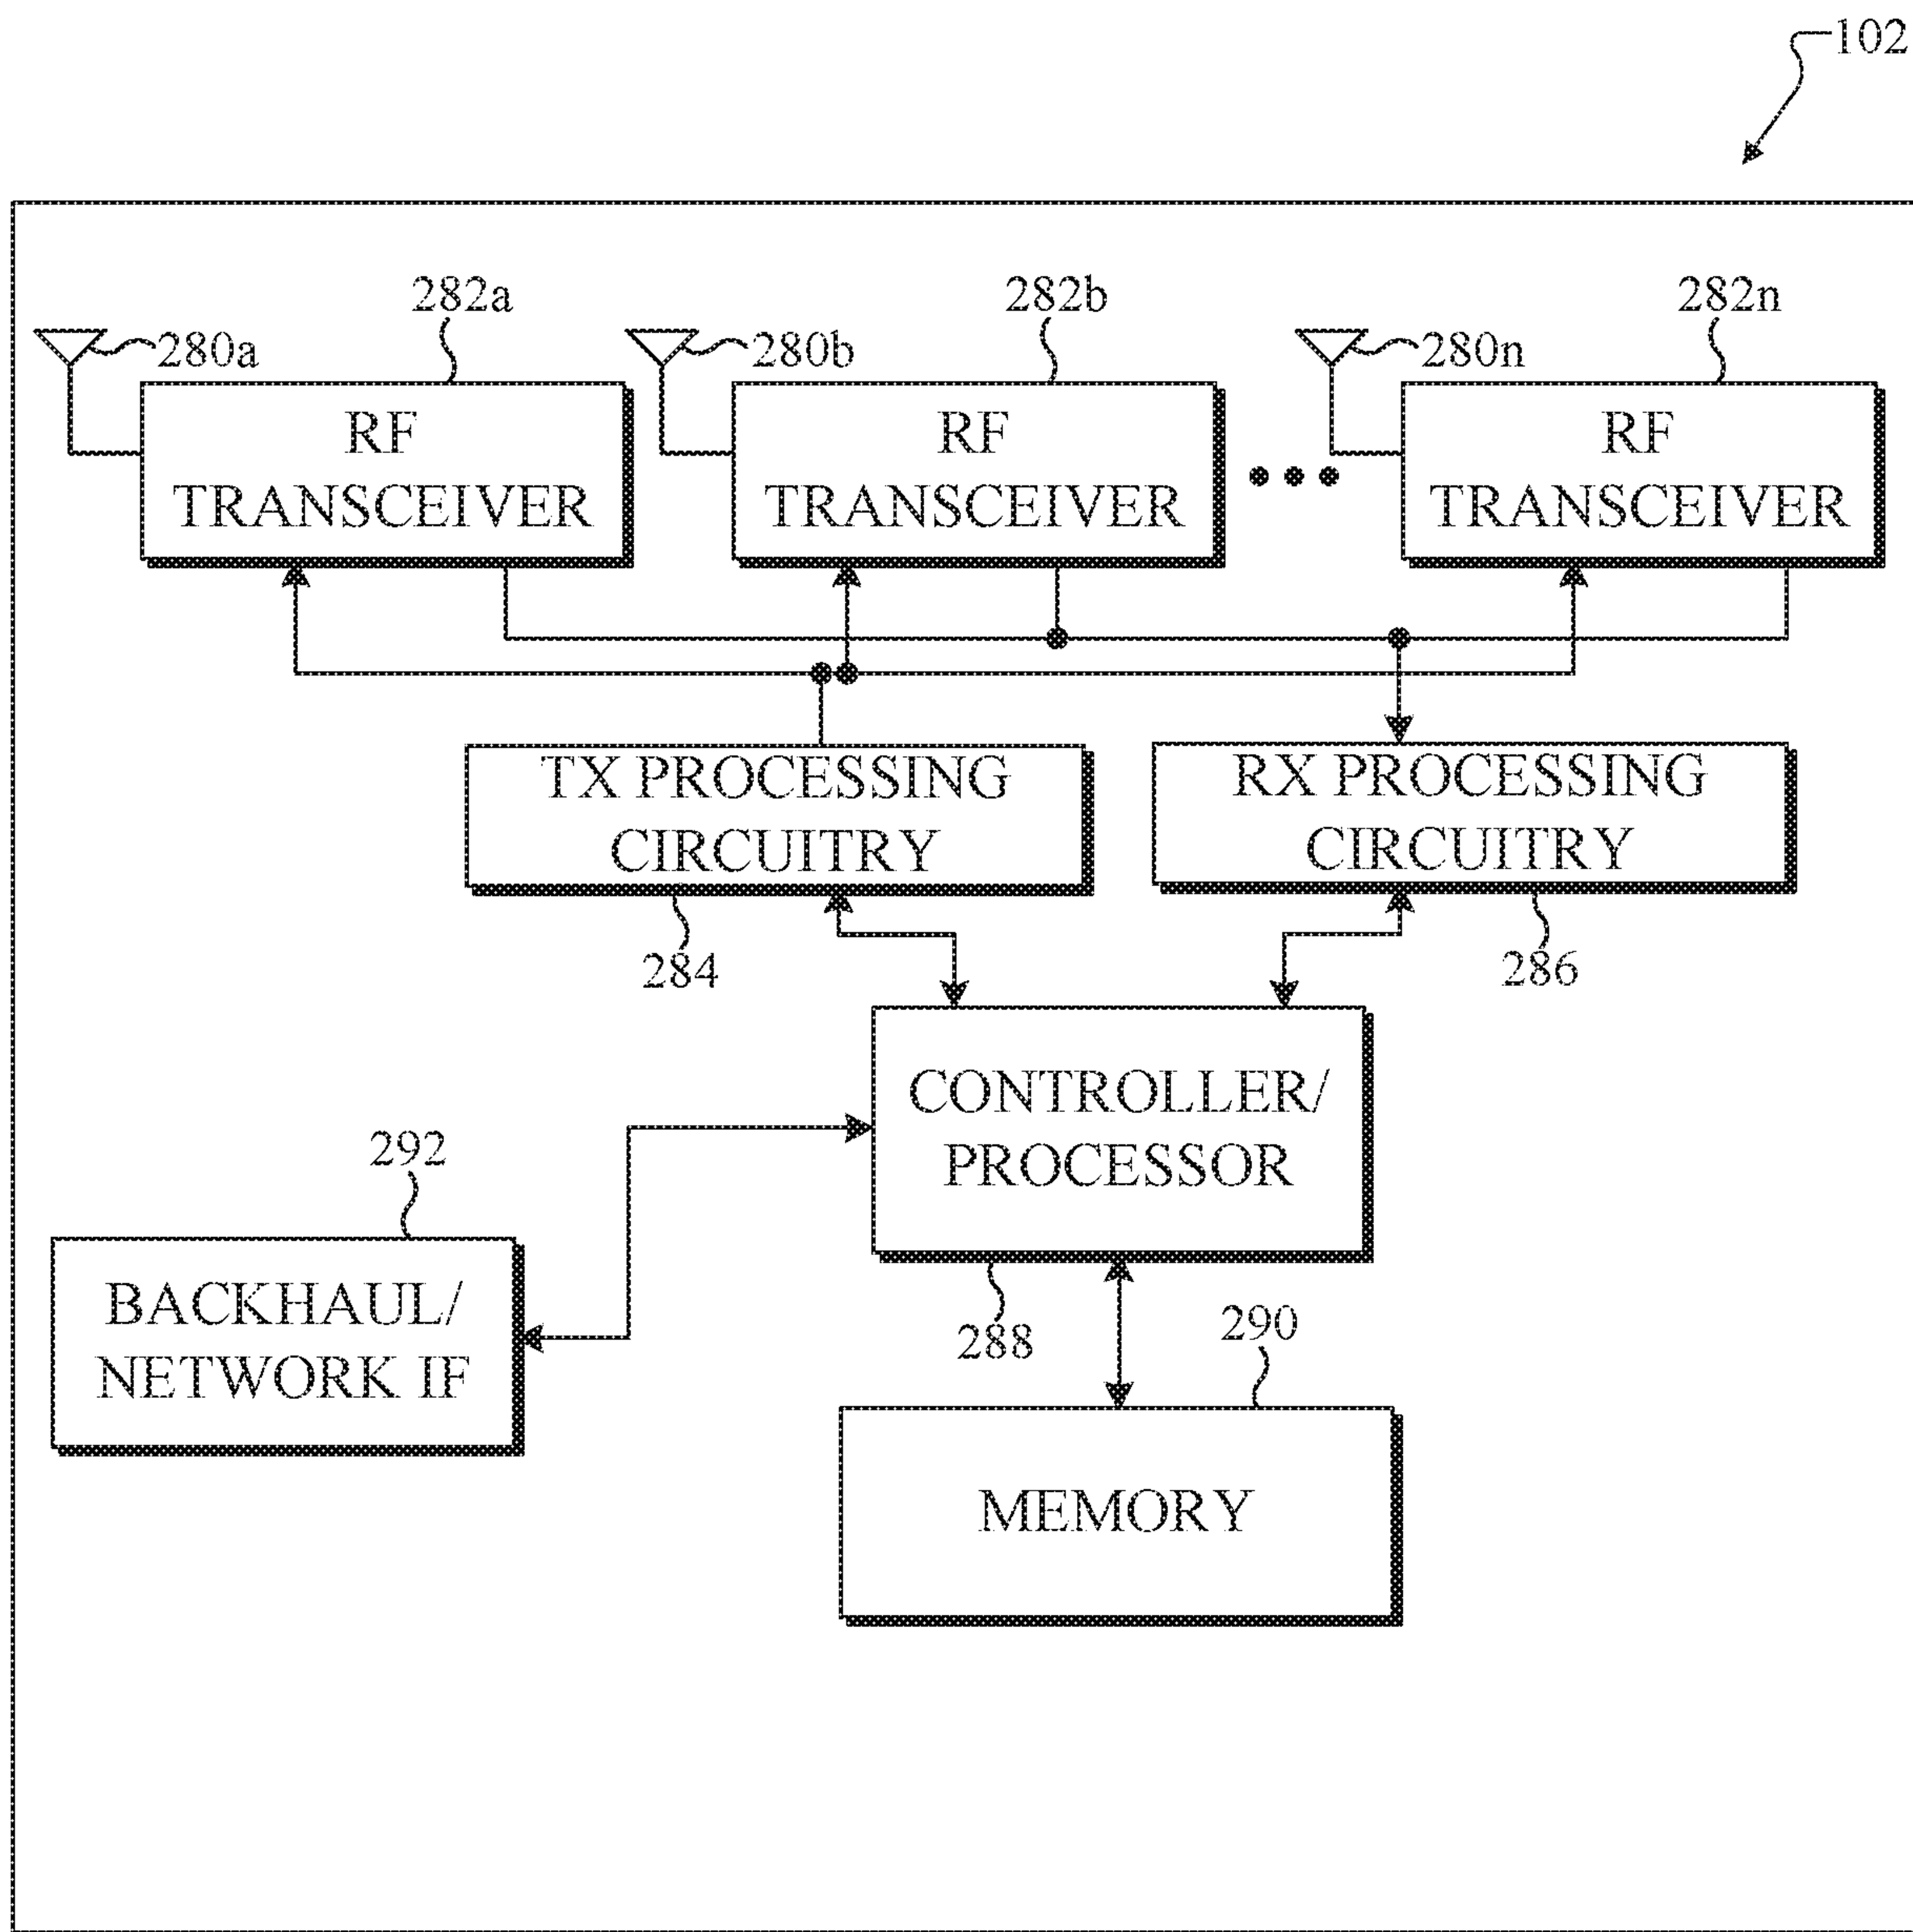 102
282a
282b
282n
280a
280b
280n
RF
TRANSCEIVER
RF
TRANSCEIVER
RF
TRANSCEIVER
TX PROCESSING
CIRCUITRY
RX PROCESSING
CIRCUITRY
284
286
CONTROLLER/
PROCESSOR
292
BACKHAUL/
NETWORK IF
288
290
MEMORY